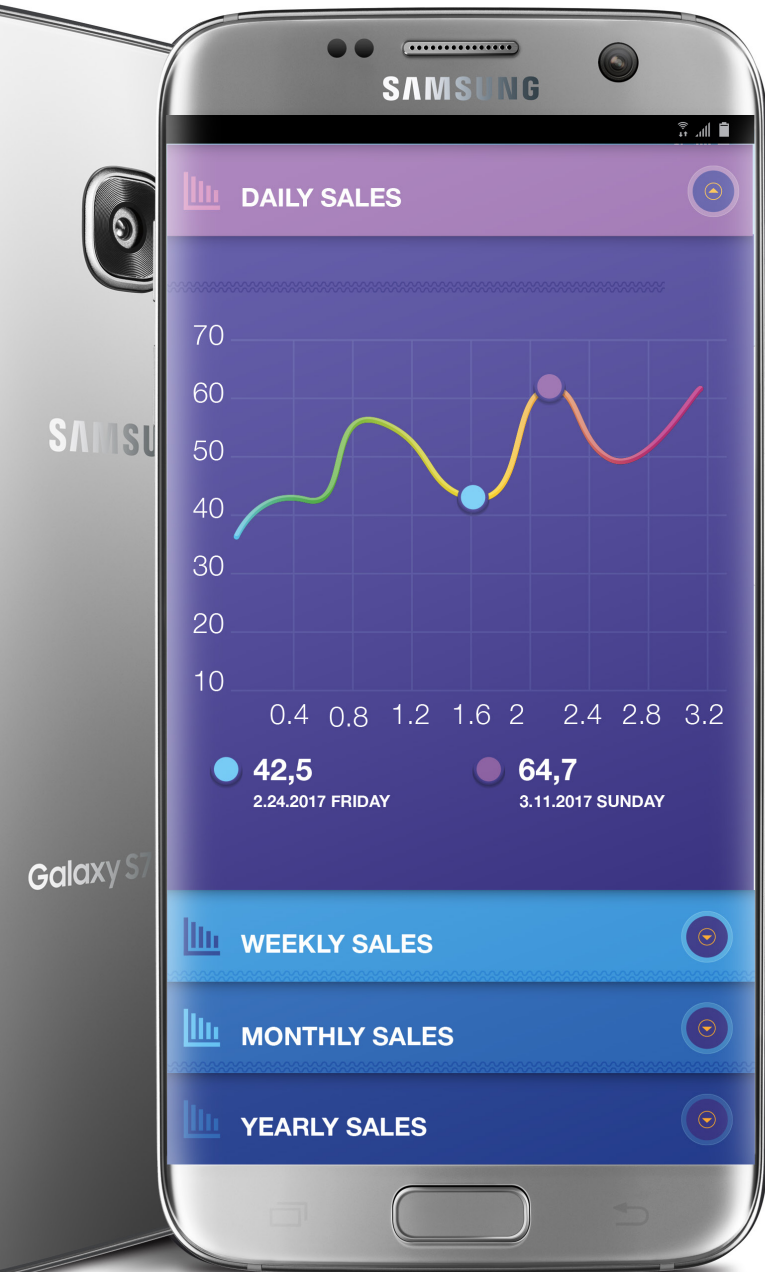 SAMSUNG
DAILY SALES
70
60
50
40
30
20
10
0.4 0.8 1.2 1.6 2 2.4 2.8 3.2
42,5
2.24.2017 FRIDAY
64,7
3.11.2017 SUNDAY
WEEKLY SALES
MONTHLY SALES
YEARLY SALES
SAMSU
Galaxy S7